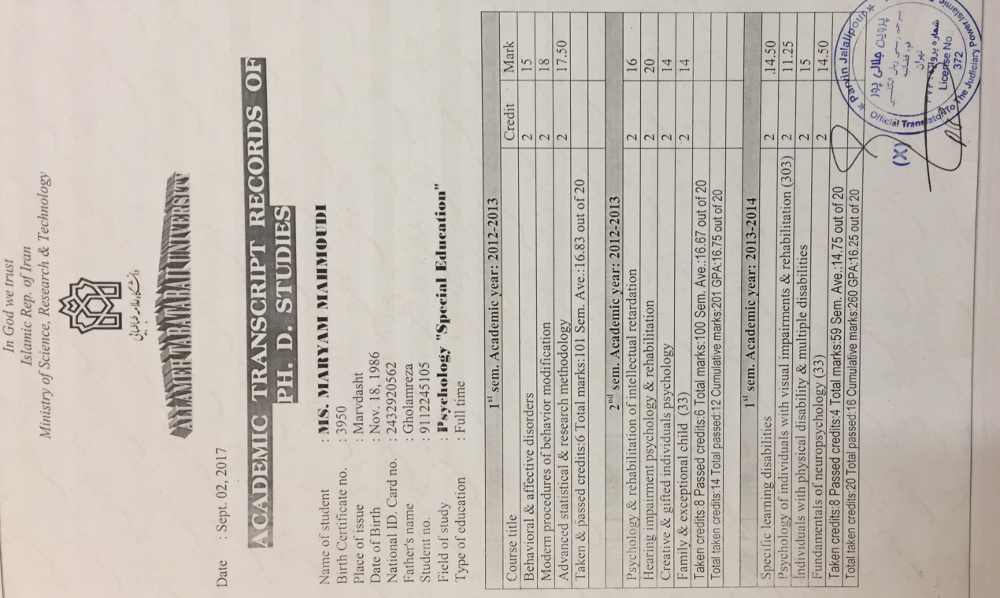 In God we trust
Islamic Rep. of Iran
Ministry of Science, Research & Technology
دانشگاه علامه طباطبائی
ALLAMEH TABATABAII UNIVERSITY
Date : Sept. 02, 2017
ACADEMIC TRANSCRIPT RECORDS OF
PH. D. STUDIES
Name of student : MS. MARYAM MAHMOUDI
Birth Certificate no. : 3950
Place of issue : Marvdasht
Date of Birth : Nov. 18, 1986
National ID. Card no. : 2432920562
Father's name : Gholamreza
Student no. : 9112245105
Field of study : Psychology "Special Education"
Type of education : Full time
1st sem. Academic year: 2012-2013
Course title Credit Mark
Behavioral & affective disorders 2 15
Modern procedures of behavior modification 2 18
Advanced statistical & research methodology 2 17.50
Taken & passed credits:6 Total marks:101 Sem. Ave.:16.83 out of 20
2nd sem. Academic year: 2012-2013
Psychology & rehabilitation of intellectual retardation 2 16
Hearing impairment psychology & rehabilitation 2 20
Creative & gifted individuals psychology 2 14
Family & exceptional child (33) 2 14
Taken credits:8 Passed credits:6 Total marks:100 Sem. Ave.:16.67 out of 20
Total taken credits:14 Total passed:12 Cumulative marks:201 GPA:16.75 out of 20
1st sem. Academic year: 2013-2014
Specific learning disabilities 2 14.50
Psychology of individuals with visual impairments & rehabilitation (303) 2 11.25
Individuals with physical disability & multiple disabilities 2 15
Fundamentals of neuropsychology (33) 2 14.50
Taken credits:8 Passed credits:4 Total marks:59 Sem. Ave.:14.75 out of 20
Total taken credits:20 Total passed:16 Cumulative marks:260 GPA:16.25 out of 20
Parvin Jalalipour
پروین جلالی پور
مترجم رسمی زبان انگلیسی
قوه قضائیه
تهران
شماره پروانه: ۳۷۲
License No.
372
Official Translator To The Judiciary Power. Islamic
(X)